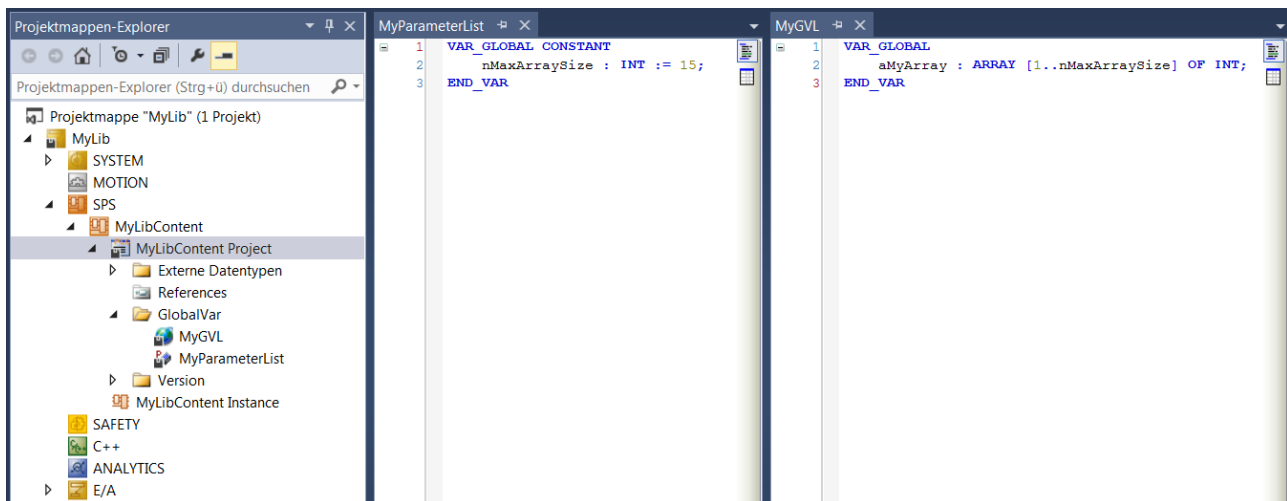 Projektmappen-Explorer
Projektmappen-Explorer (Strg+ü) durchsuchen
Projektmappe "MyLib" (1 Projekt)
MyLib
SYSTEM
MOTION
SPS
MyLibContent
MyLibContent Project
Externe Datentypen
References
GlobalVar
MyGVL
MyParameterList
Version
MyLibContent Instance
SAFETY
C++
ANALYTICS
E/A
MyParameterList
1 VAR_GLOBAL CONSTANT
2 nMaxArraySize : INT := 15;
3 END_VAR
MyGVL
1 VAR_GLOBAL
2 aMyArray : ARRAY [1..nMaxArraySize] OF INT;
3 END_VAR